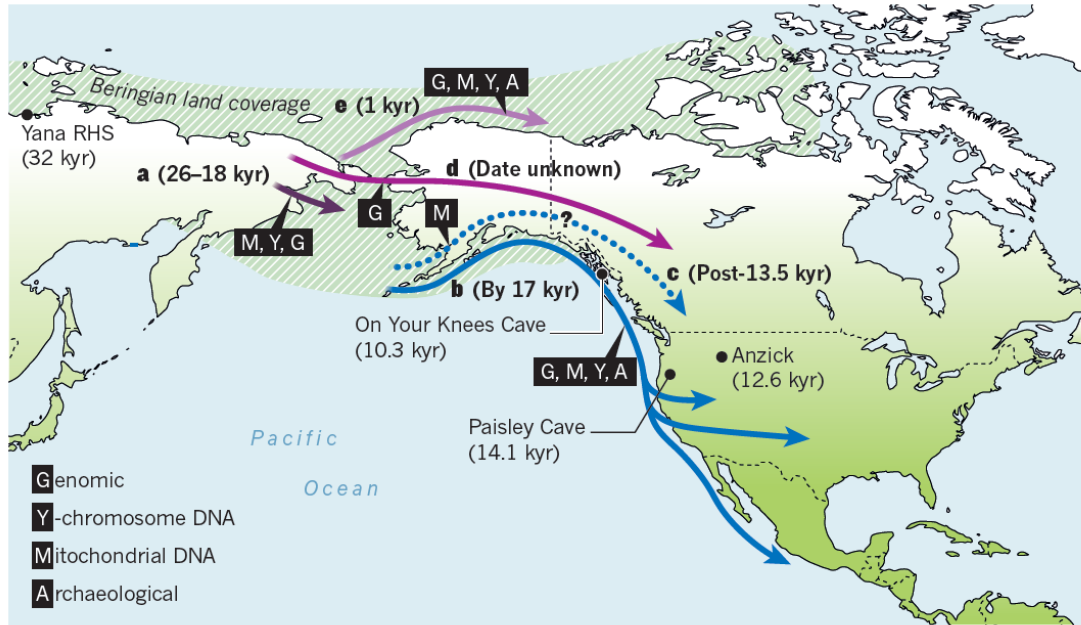 G, M, Y, A
Beringian land coverage
e (1 kyr)
Yana RHS
(32 kyr)
a (26–18 kyr)
d (Date unknown)
G
M
?
M, Y, G
c (Post-13.5 kyr)
b (By 17 kyr)
On Your Knees Cave
(10.3 kyr)
Anzick
(12.6 kyr)
G, M, Y, A
Paisley Cave
(14.1 kyr)
Pacific
Ocean
Genomic
Y-chromosome DNA
Mitochondrial DNA
Archaeological